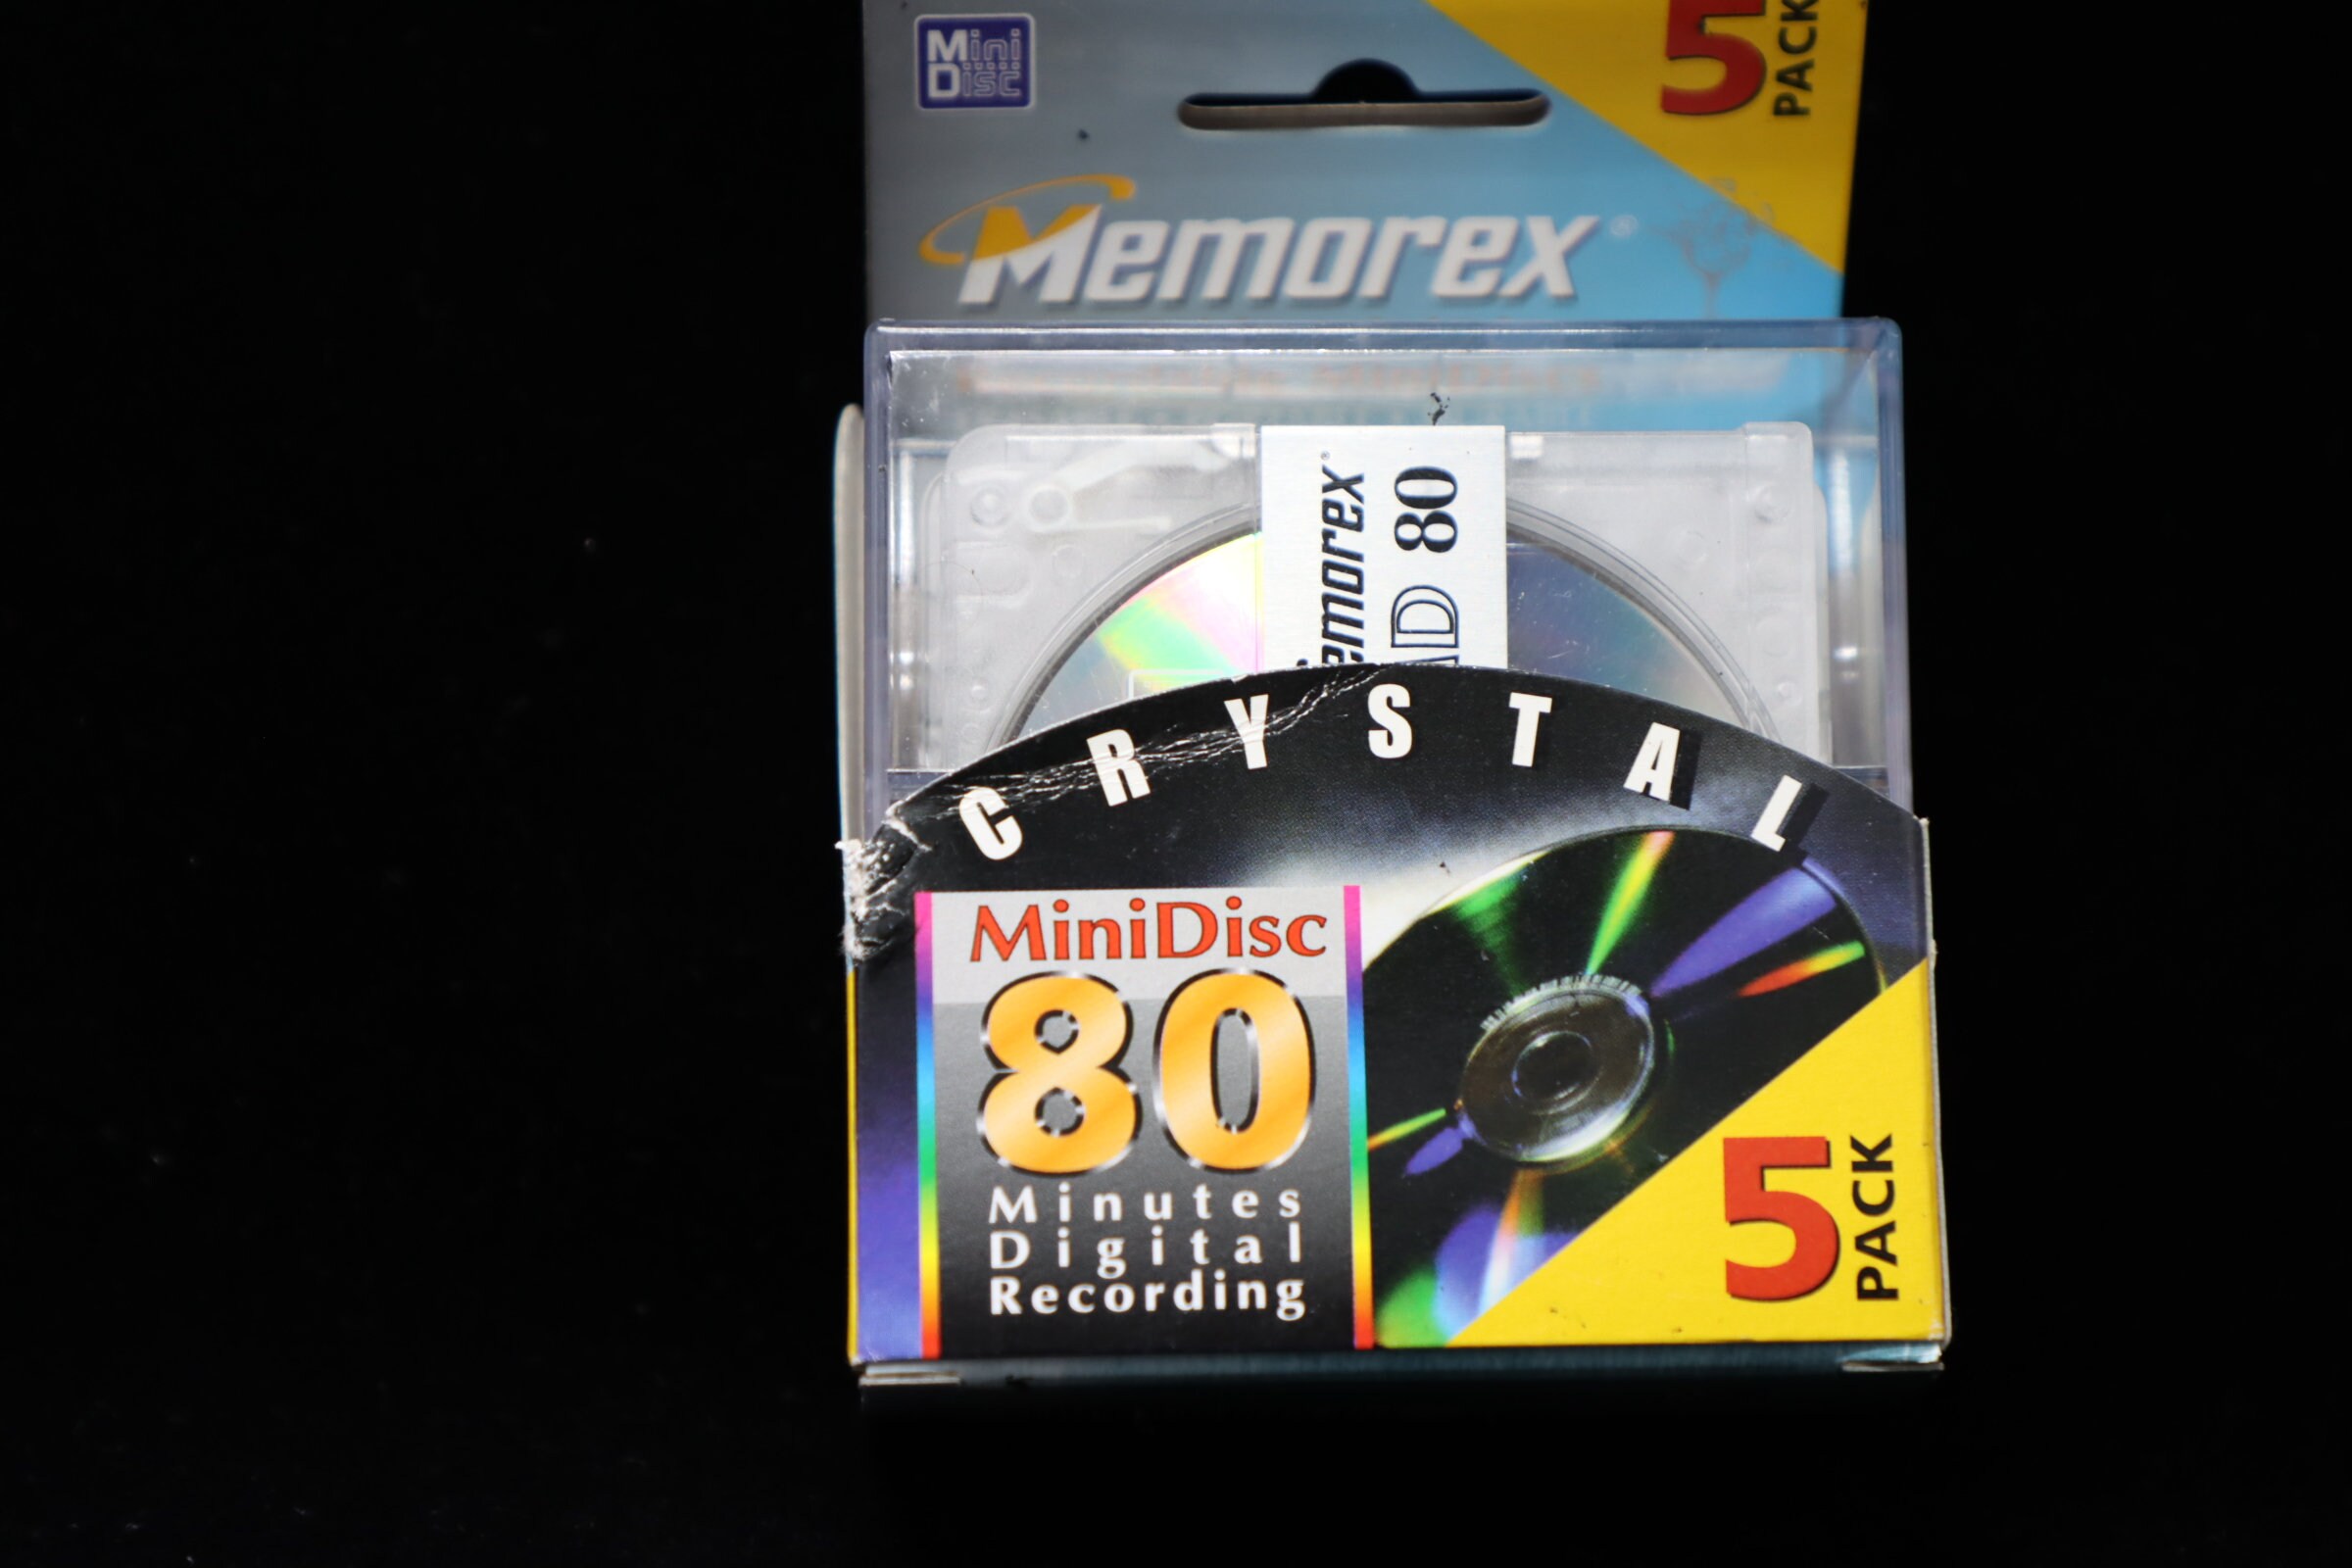 Mini
Disc
5
PACK
Memorex®
Memorex®
MD 80
CRYSTAL
MiniDisc
80
Minutes
Digital
Recording
5
PACK